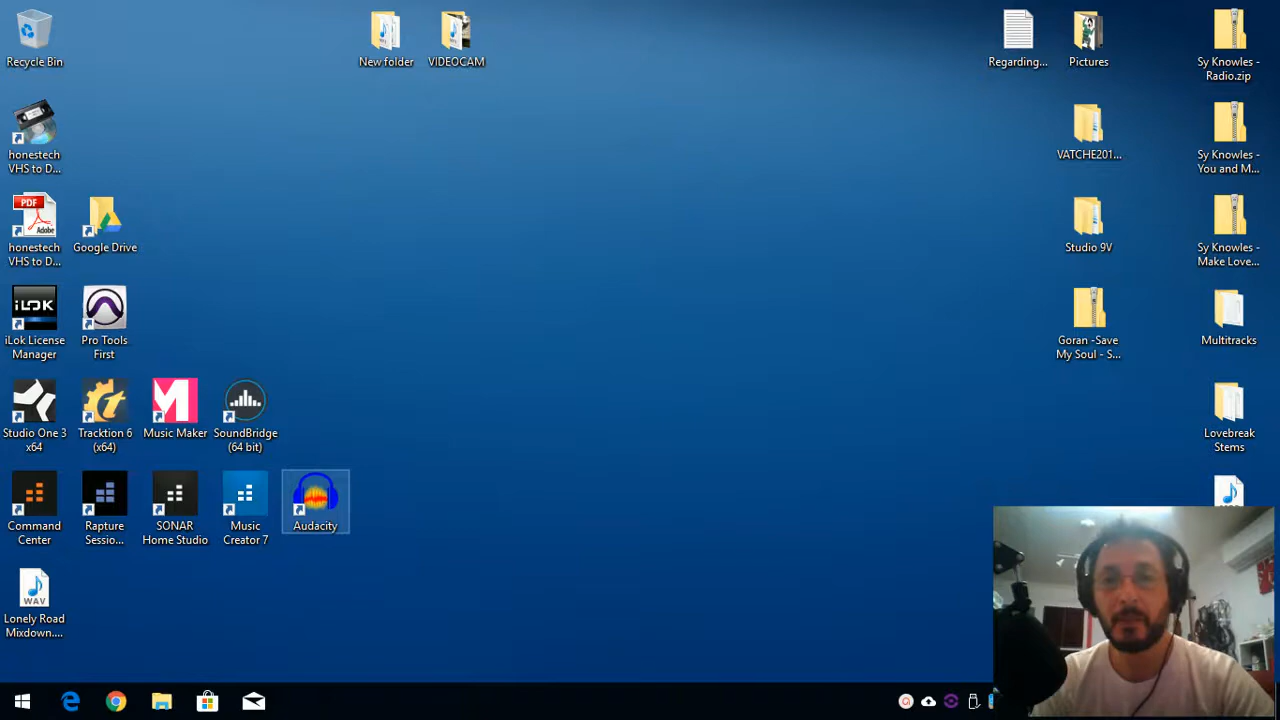 Recycle Bin
New folder
VIDEOCAM
Regarding...
Pictures
Sy Knowles -
Radio.zip
honestech
VHS to D...
VATCHE201...
Sy Knowles -
You and M...
PDF
Adobe
honestech
VHS to D...
Google Drive
Studio 9V
Sy Knowles -
Make Love...
iLOK
iLok License
Manager
Pro Tools
First
Goran -Save
My Soul - S...
Multitracks
Studio One 3
x64
Tracktion 6
(x64)
Music Maker
SoundBridge
(64 bit)
Lovebreak
Stems
Command
Center
Rapture
Sessio...
SONAR
Home Studio
Music
Creator 7
Audacity
WAV
Lonely Road
Mixdown....